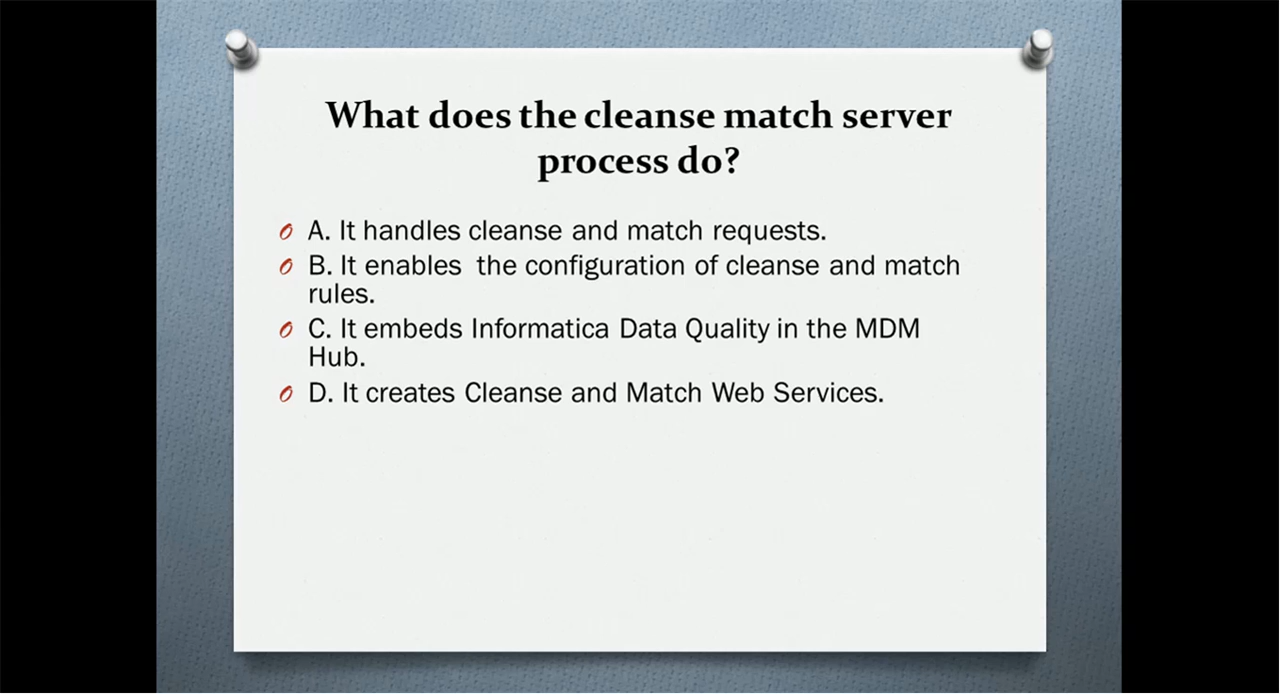 What does the cleanse match server
process do?
A. It handles cleanse and match requests.
B. It enables  the configuration of cleanse and match
rules.
C. It embeds Informatica Data Quality in the MDM
Hub.
D. It creates Cleanse and Match Web Services.